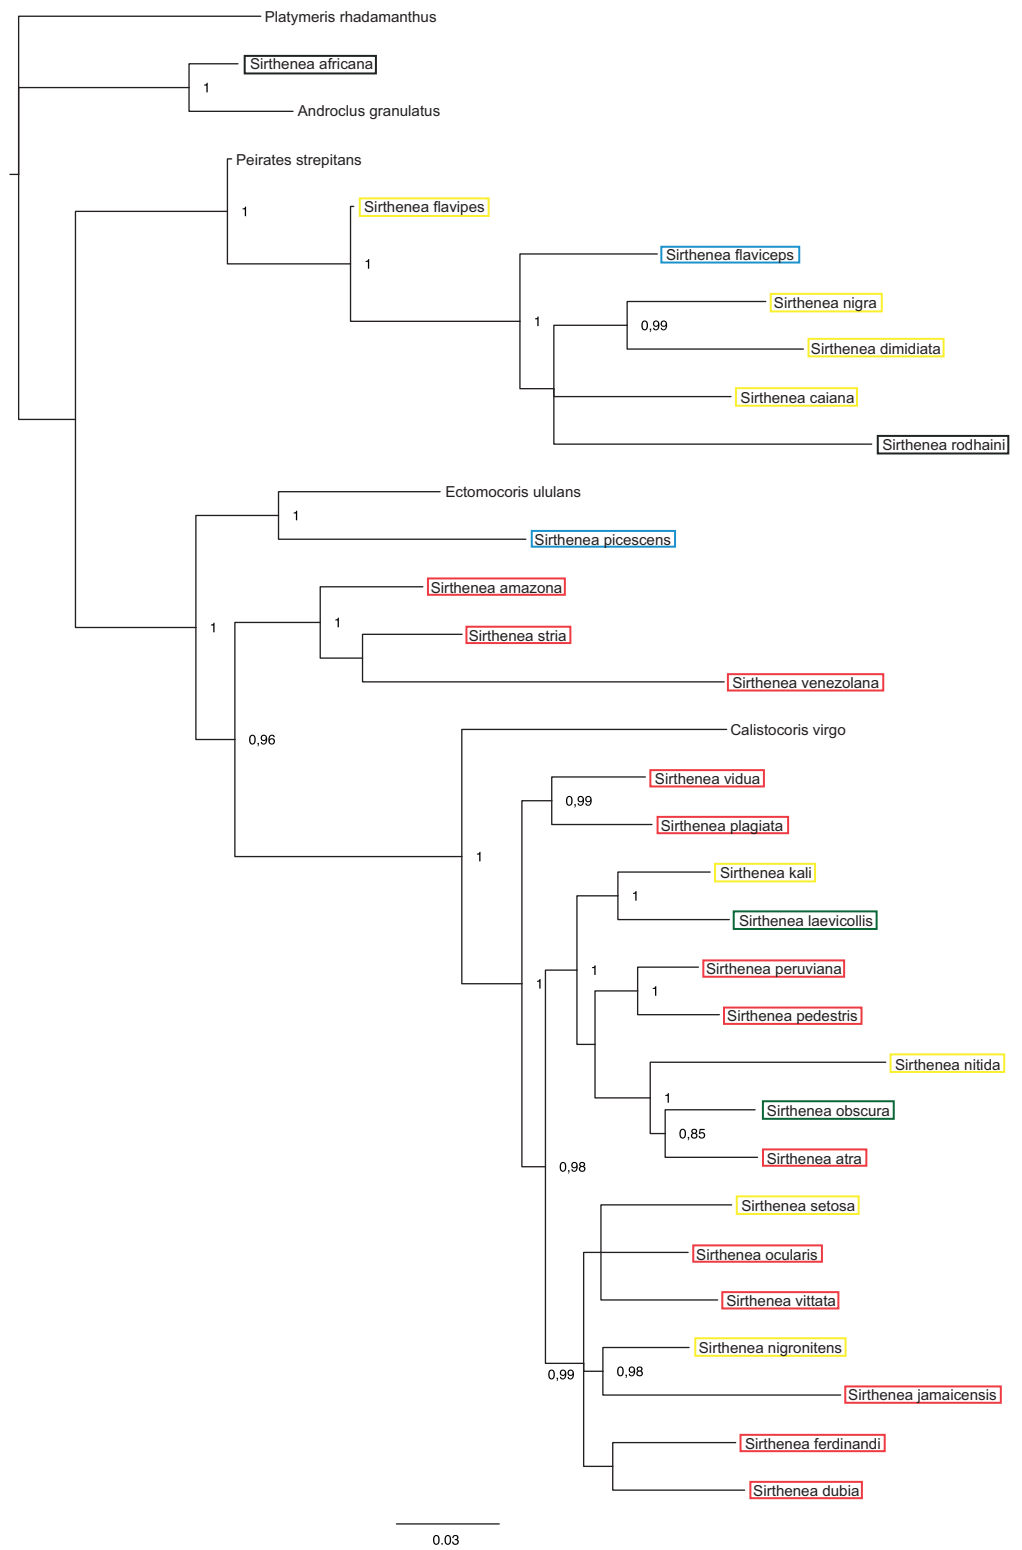 Platymeris rhadamanthus
Sirthenea africana
1
Androclus granulatus
Peirates strepitans
Sirthenea flavipes
1
Sirthenea flaviceps
1
Sirthenea nigra
1
0,99
Sirthenea dimidiata
Sirthenea caiana
Sirthenea rodhaini
Ectomocoris ululans
1
Sirthenea picescens
Sirthenea amazona
1
1
Sirthenea stria
Sirthenea venezolana
Calistocoris virgo
0,96
Sirthenea vidua
0,99
Sirthenea plagiata
1
Sirthenea kali
1
Sirthenea laevicollis
Sirthenea peruviana
1
1
1
Sirthenea pedestris
Sirthenea nitida
1
Sirthenea obscura
0,85
Sirthenea atra
0,98
Sirthenea setosa
Sirthenea ocularis
Sirthenea vittata
Sirthenea nigronitens
0,99
0,98
Sirthenea jamaicensis
Sirthenea ferdinandi
Sirthenea dubia
0.03